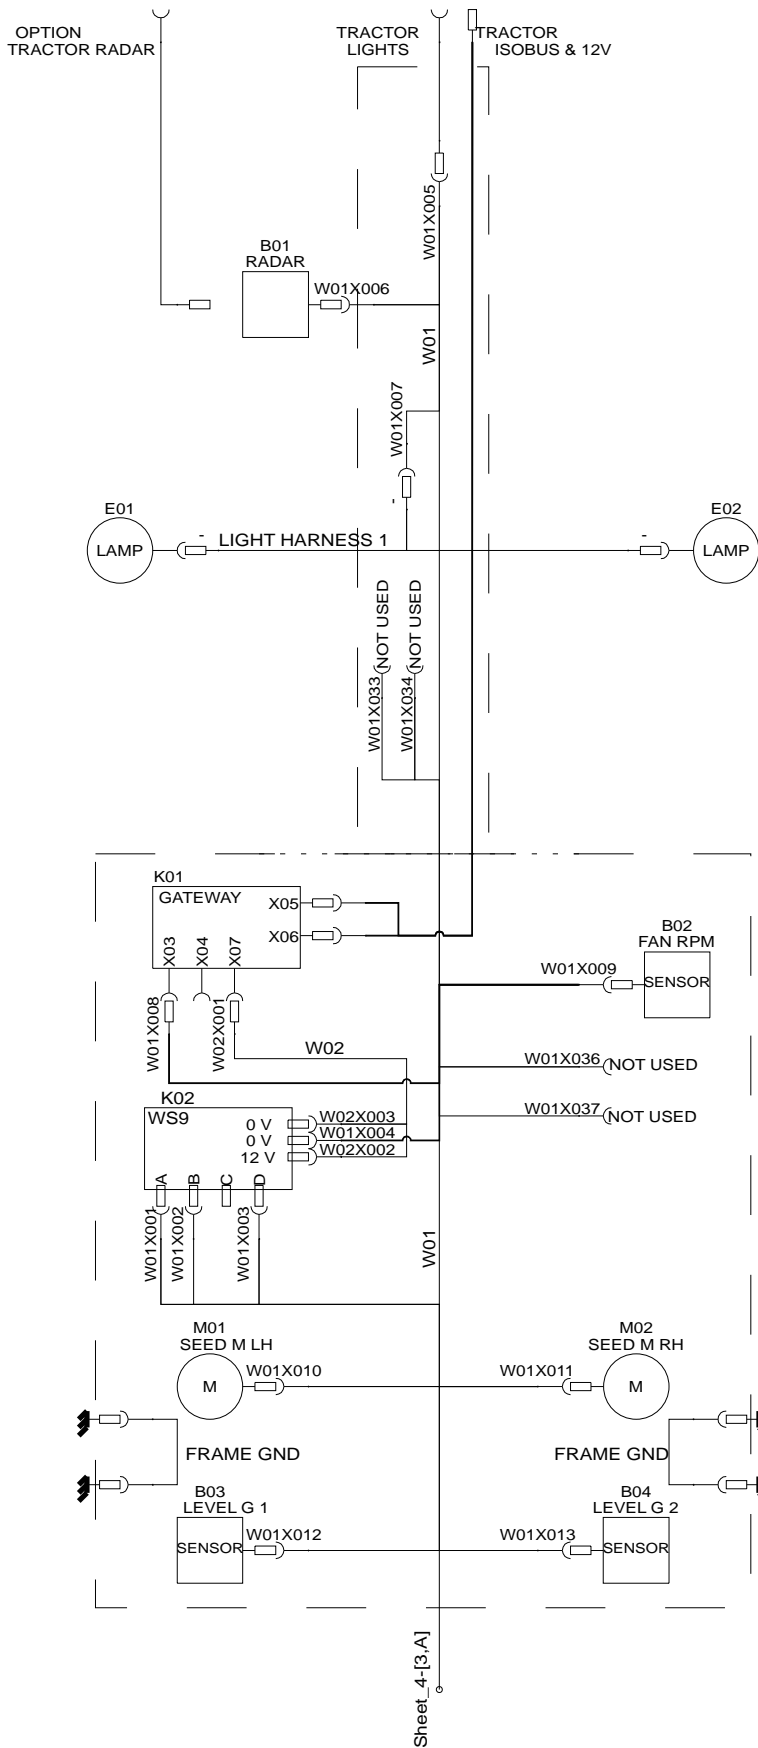 OPTION
TRACTOR RADAR
TRACTOR
LIGHTS
TRACTOR
ISOBUS & 12V
W01X005
B01
RADAR
W01X006
W01
W01X007
-
E01
LAMP
-
LIGHT HARNESS 1
-
E02
LAMP
NOT USED
NOT USED
W01X033
W01X034
K01
GATEWAY
X05
X06
X03
X04
X07
B02
FAN RPM
SENSOR
W01X009
W01X008
W02X001
W02
W01X036
NOT USED
W01X037
NOT USED
K02
WS9
0 V
0 V
12 V
W02X003
W01X004
W02X002
A
B
C
D
W01X001
W01X002
W01X003
W01
M01
SEED M LH
M
W01X010
W01X011
M02
SEED M RH
M
FRAME GND
FRAME GND
B03
LEVEL G 1
SENSOR
W01X012
W01X013
B04
LEVEL G 2
SENSOR
Sheet_4-[3,A]